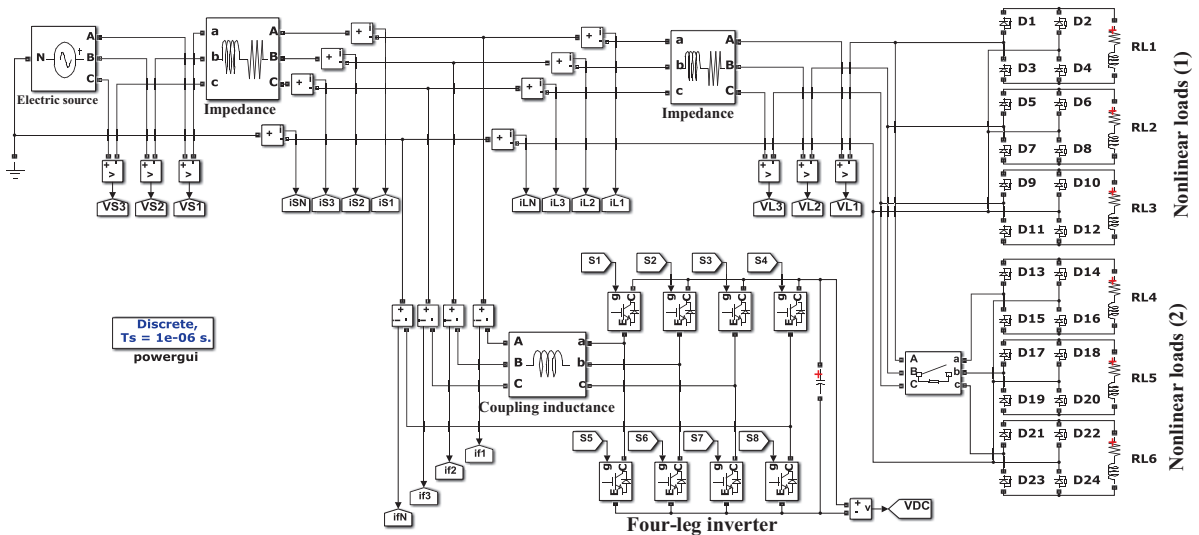 N
A
B
C
Electric source
a
b
c
A
B
C
Impedance
a
b
c
A
B
C
Impedance
VS3
VS2
VS1
iSN
iS3
iS2
iS1
iLN
iL3
iL2
iL1
VL3
VL2
VL1
D1
D2
D3
D4
RL1
D5
D6
D7
D8
RL2
D9
D10
D11
D12
RL3
Nonlinear loads (1)
D13
D14
D15
D16
RL4
D17
D18
D19
D20
RL5
D21
D22
D23
D24
RL6
Nonlinear loads (2)
A
B
C
a
b
c
Discrete,
Ts = 1e-06 s.
powergui
S1
S2
S3
S4
g
C
E
g
C
E
g
C
E
g
C
E
A
B
C
a
b
c
Coupling inductance
S5
S6
S7
S8
g
C
E
g
C
E
g
C
E
g
C
E
if1
if2
if3
ifN
v
VDC
Four-leg inverter